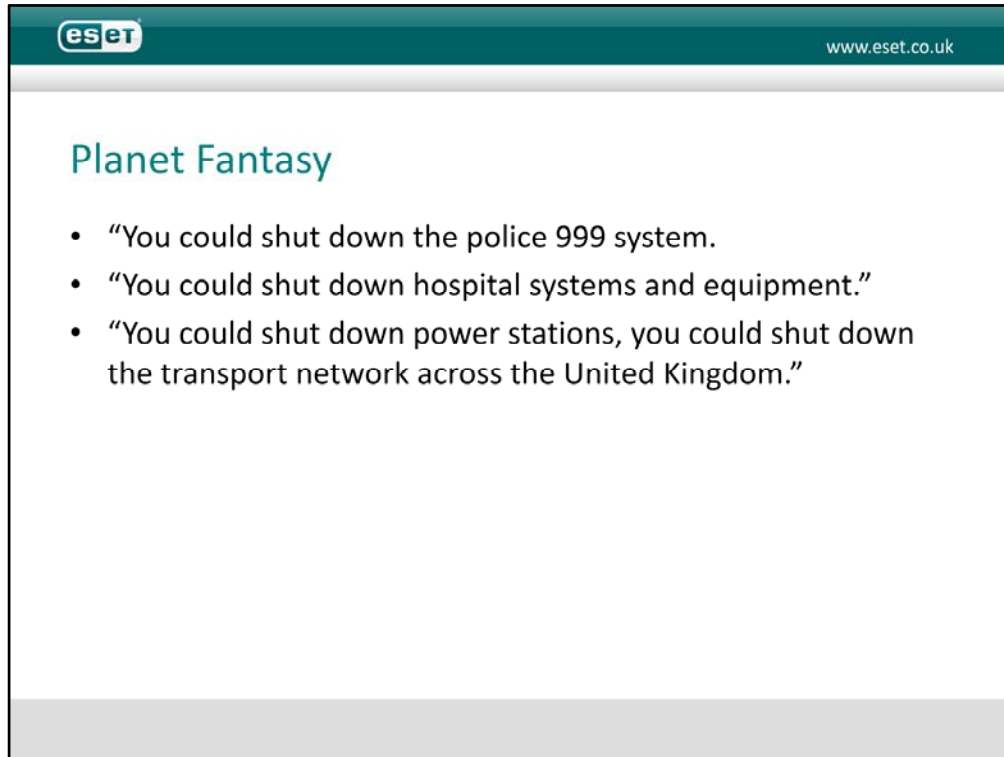 eset
www.eset.co.uk
Planet Fantasy
• “You could shut down the police 999 system.
• “You could shut down hospital systems and equipment.”
• “You could shut down power stations, you could shut down
the transport network across the United Kingdom.”